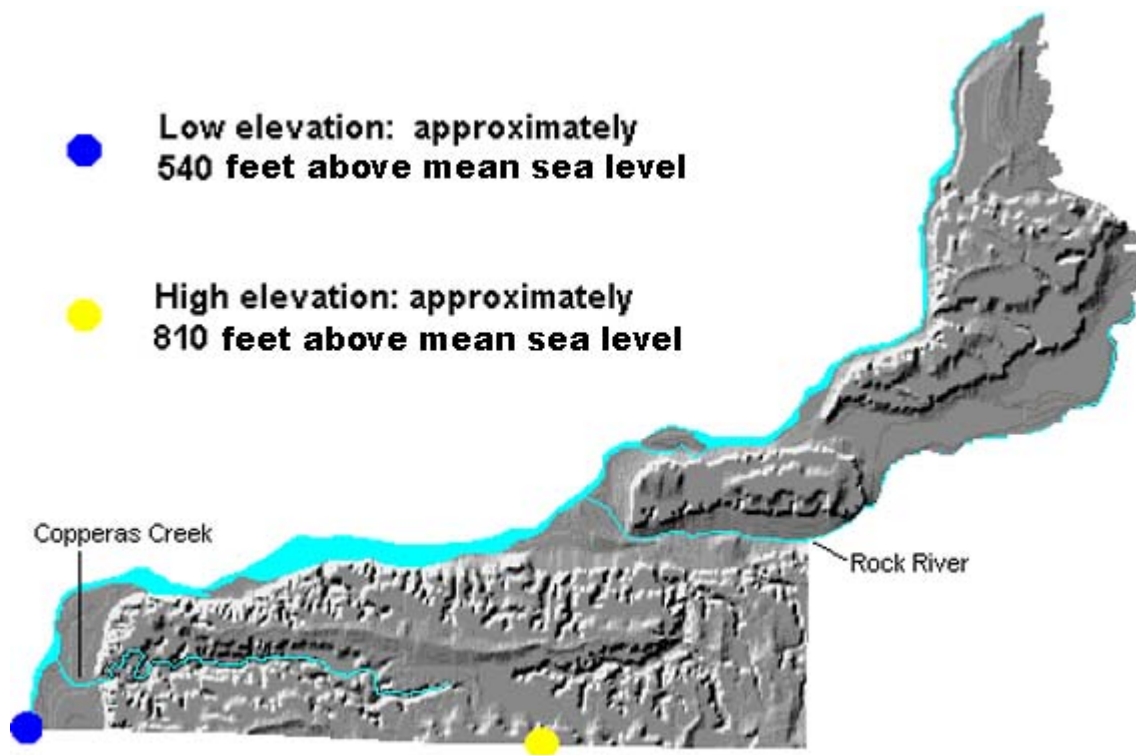 Low elevation: approximately
540 feet above mean sea level
High elevation: approximately
810 feet above mean sea level
Copperas Creek
Rock River